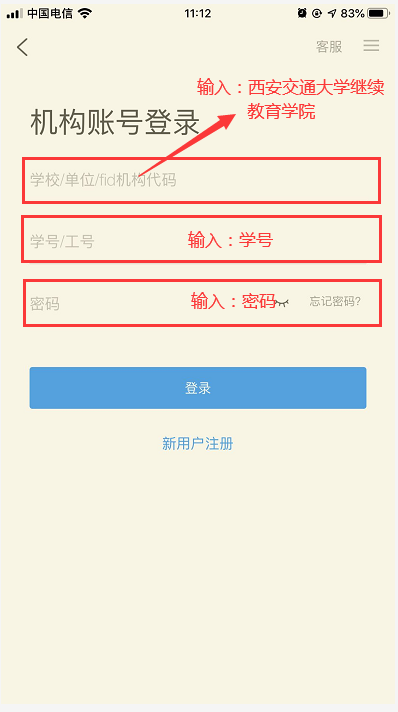 中国电信 11:12 83%
客服
输入：西安交通大学继续
教育学院
机构账号登录
学校/单位/fid机构代码
学号/工号 输入：学号
密码 输入：密码 忘记密码?
登录
新用户注册